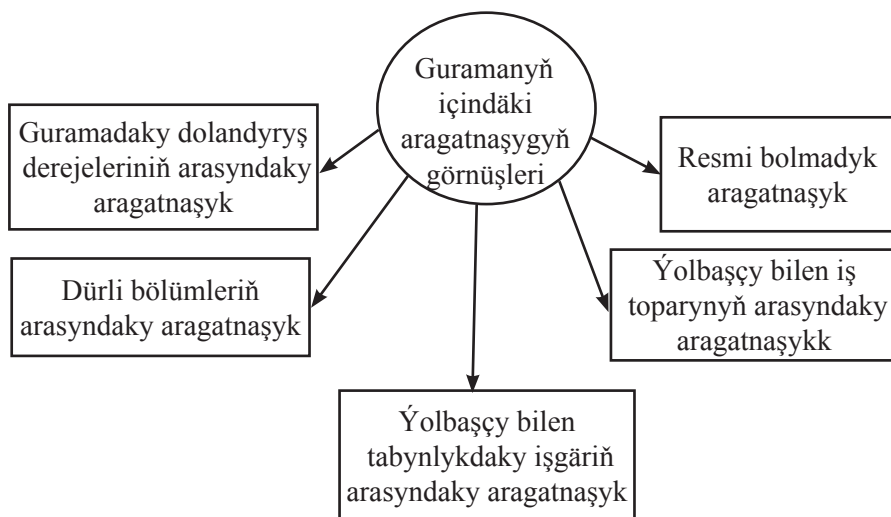 Guramanyň
içindäki
aragatnaşygyň
görnüşleri
Guramadaky dolandyryş
derejeleriniň arasyndaky
aragatnaşyk
Resmi bolmadyk
aragatnaşyk
Dürli bölümleriň
arasyndaky aragatnaşyk
Ýolbaşçy bilen iş
toparynyň arasyndaky
aragatnaşykk
Ýolbaşçy bilen
tabynlykdaky işgäriň
arasyndaky aragatnaşyk